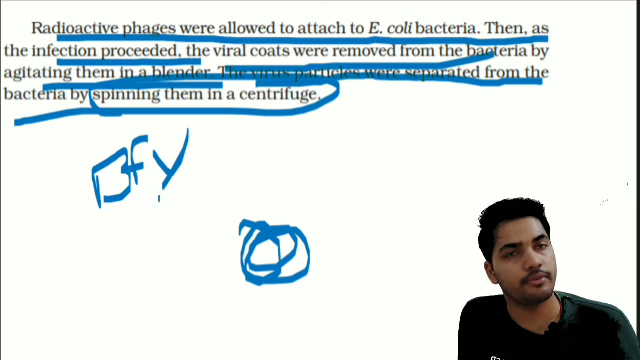 Radioactive phages were allowed to attach to E. coli bacteria. Then, as
the infection proceeded, the viral coats were removed from the bacteria by
agitating them in a blender. The virus particles were separated from the
bacteria by spinning them in a centrifuge.